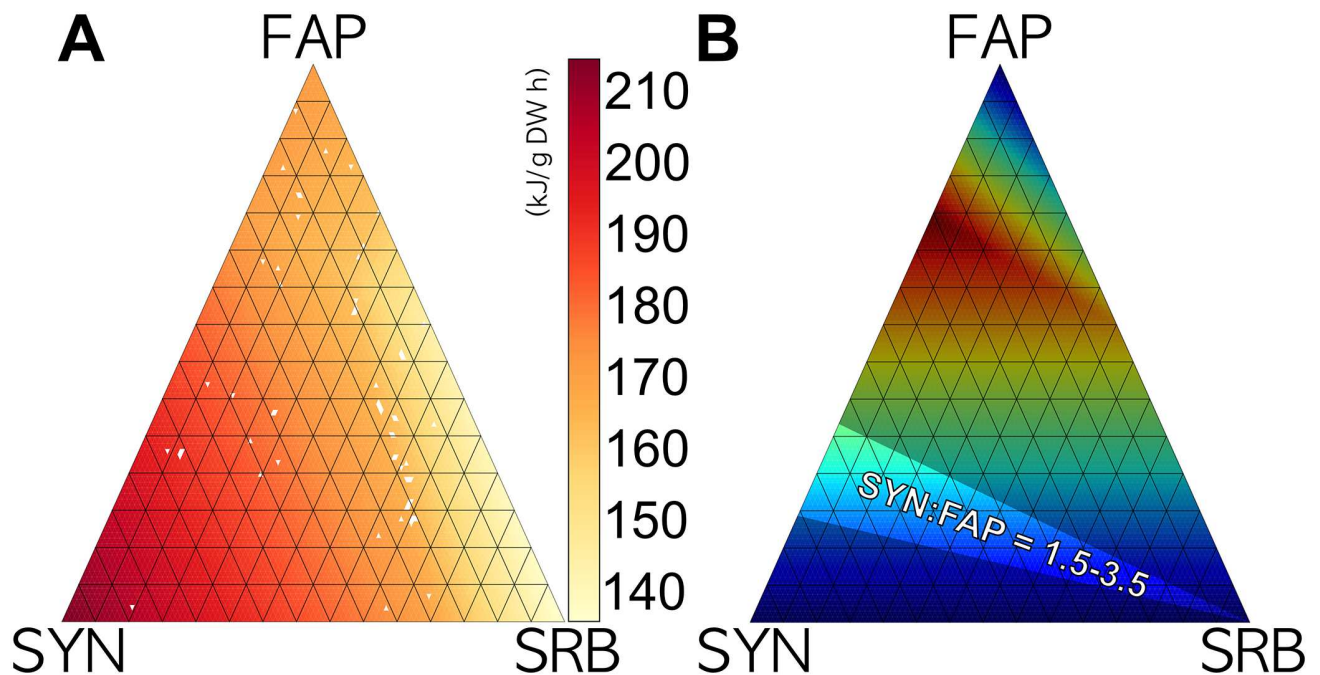 A
FAP
SYN
SRB
(kJ/g DW h)
210
200
190
180
170
160
150
140
B
FAP
SYN:FAP = 1.5-3.5
SYN
SRB